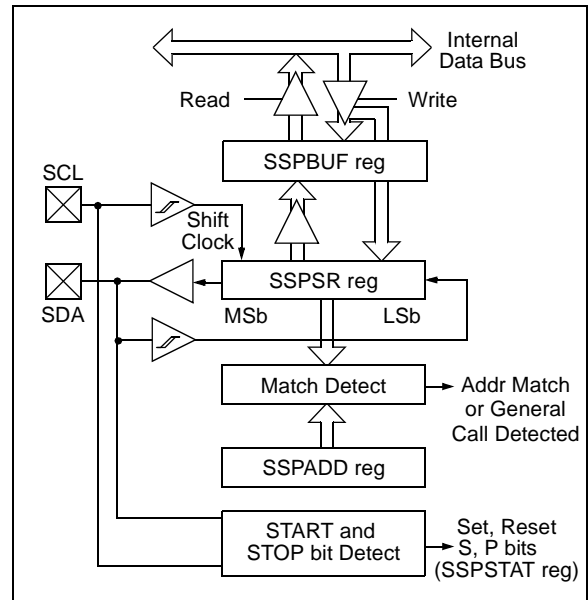 Internal
Data Bus
Read
Write
SSPBUF reg
SCL
Shift
Clock
SSPSR reg
SDA
MSb
LSb
Match Detect
Addr Match
or General
Call Detected
SSPADD reg
START and
STOP bit Detect
Set, Reset
S, P bits
(SSPSTAT reg)